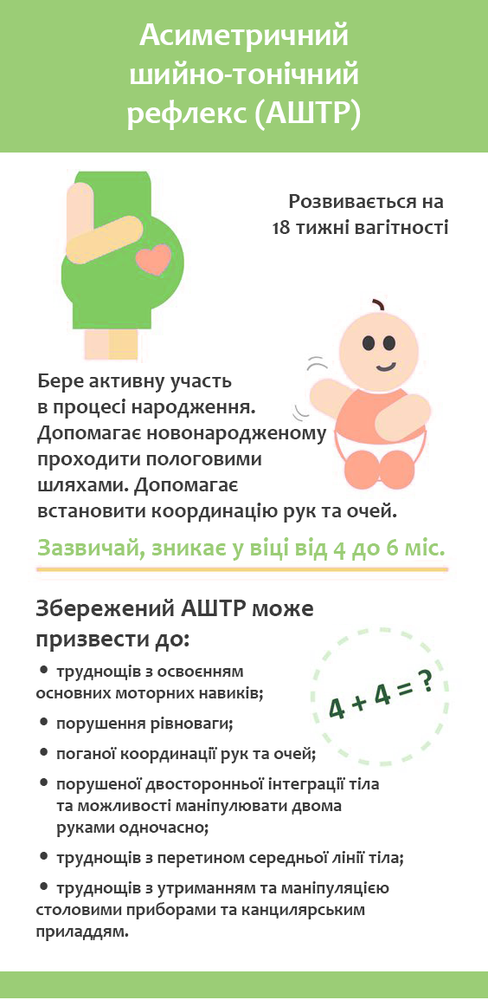 Асиметричний
шийно-тонічний
рефлекс (АШТР)
Розвивається на
18 тижні вагітності
Бере активну участь
в процесі народження.
Допомагає новонародженому
проходити пологовими
шляхами. Допомагає
встановити координацію рук та очей.
Зазвичай, зникає у віці від 4 до 6 міс.
Збережений АШТР може
призвести до:
• труднощів з освоєнням
основних моторних навиків;
4 + 4 = ?
• порушення рівноваги;
• поганої координації рук та очей;
• порушеної двосторонньої інтеграції тіла
та можливості маніпулювати двома
руками одночасно;
• труднощів з перетином середньої лінії тіла;
• труднощів з утриманням та маніпуляцією
столовими приборами та канцилярським
приладдям.